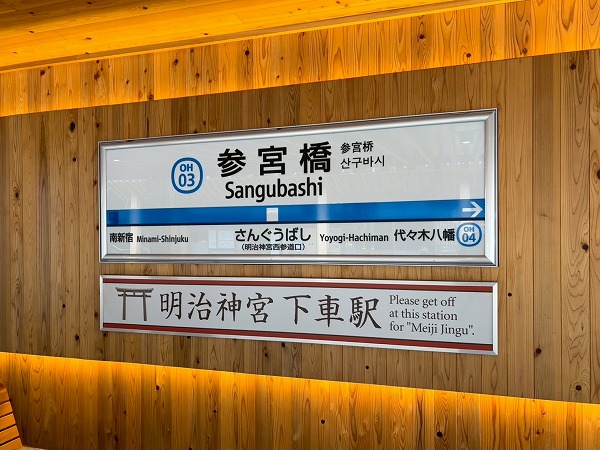 OH
03
参宮橋
Sangubashi
参宮桥
산구바시
南新宿 Minami-Shinjuku
さんぐうばし
(明治神宮西参道口)
Yoyogi-Hachiman 代々木八幡
OH
04
明治神宮 下車駅
Please get off
at this station
for "Meiji Jingu".